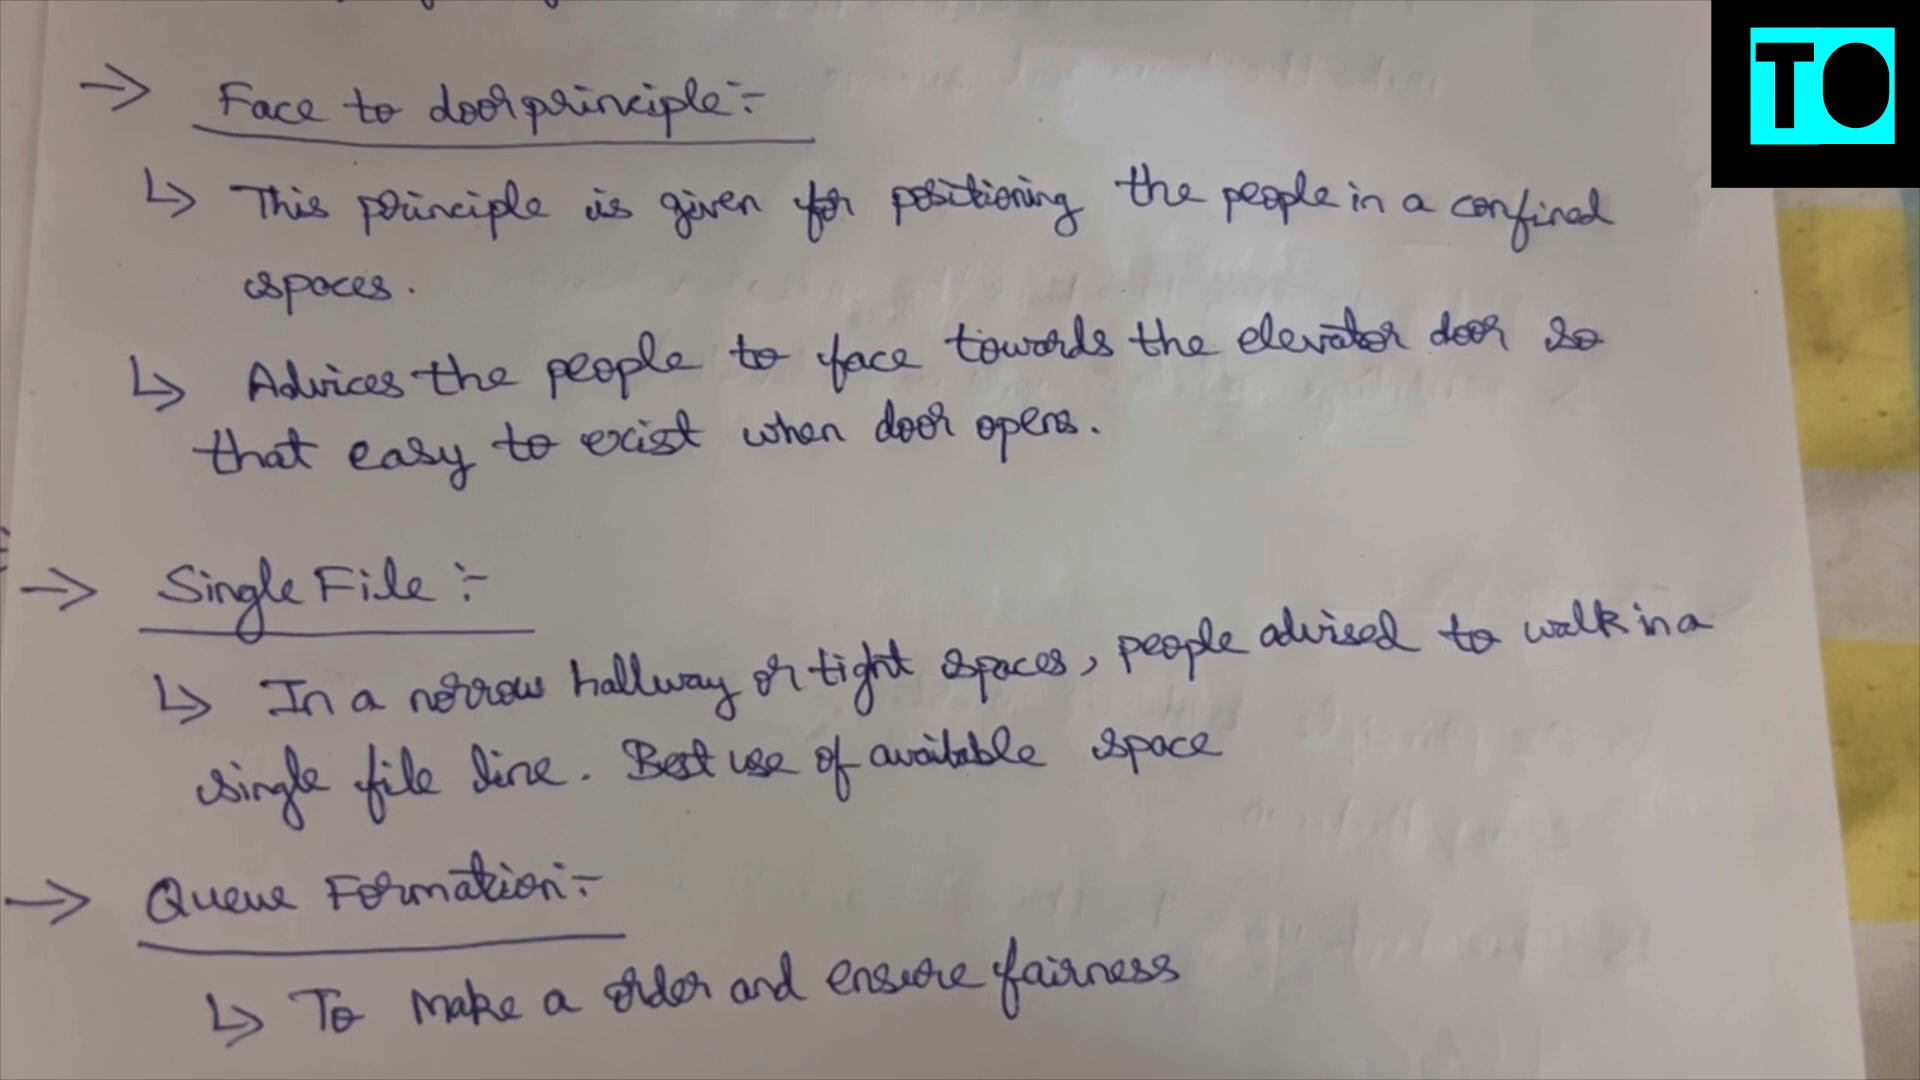 TO
→ Face to door principle :-
↳ This principle is given for positioning the people in a confined
spaces.
↳ Advices the people to face towards the elevator door so
that easy to exist when door opens.
→ Single File :-
↳ In a norrow hallway or tight spaces, people advised to walk in a
single file line. Best use of available space
→ Queue Formation :-
↳ To make a order and ensure fairness